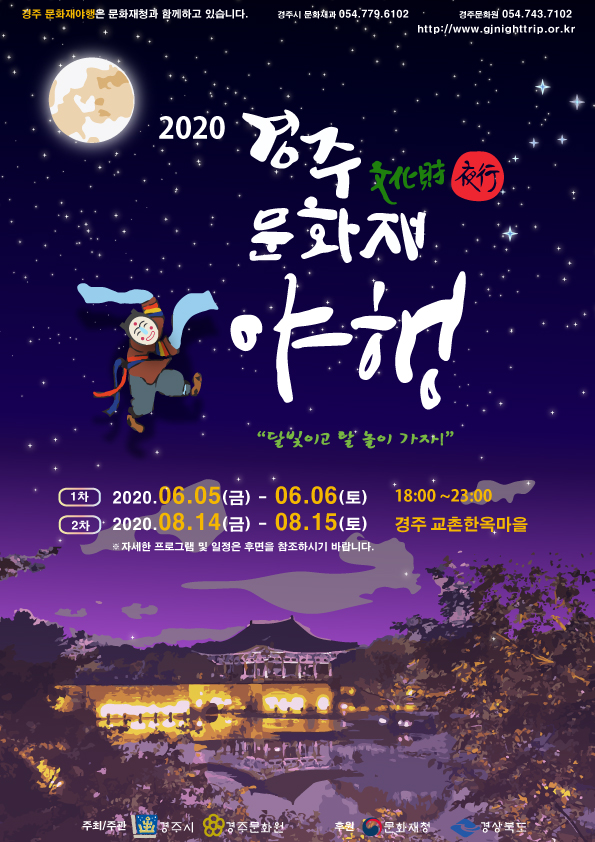 경주 문화재야행은 문화재청과 함께하고 있습니다. 경주시 문화재과 054.779.6102 경주문화원 054.743.7102
http://www.gjnighttrip.or.kr
2020 경주
文化財 夜行
문화재
야행
“달빛이고 탈 놀이 가자!”
1차 2020.06.05(금) - 06.06(토) 18:00 ~23:00
2차 2020.08.14(금) - 08.15(토) 경주 교촌한옥마을
※ 자세한 프로그램 및 일정은 후면을 참조하시기 바랍니다.
주최/주관 경주시 경주문화원 후원 문화재청 경상북도